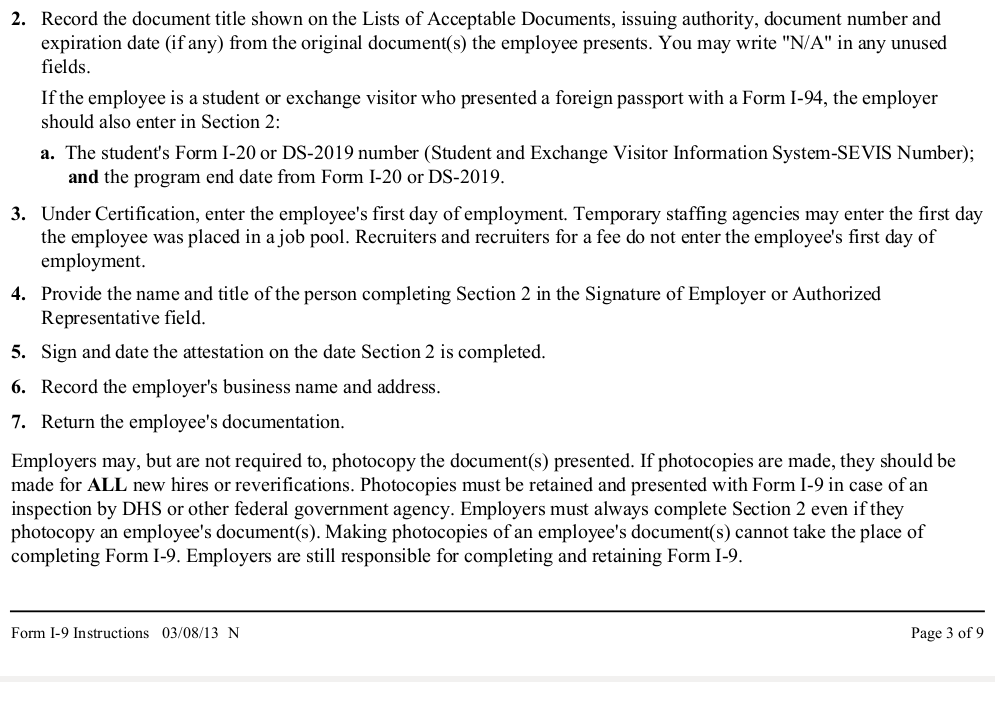 2. Record the document title shown on the Lists of Acceptable Documents, issuing authority, document number and
expiration date (if any) from the original document(s) the employee presents. You may write "N/A" in any unused
fields.
If the employee is a student or exchange visitor who presented a foreign passport with a Form I-94, the employer
should also enter in Section 2:
a. The student's Form I-20 or DS-2019 number (Student and Exchange Visitor Information System-SEVIS Number);
and the program end date from Form I-20 or DS-2019.
3. Under Certification, enter the employee's first day of employment. Temporary staffing agencies may enter the first day
the employee was placed in a job pool. Recruiters and recruiters for a fee do not enter the employee's first day of
employment.
4. Provide the name and title of the person completing Section 2 in the Signature of Employer or Authorized
Representative field.
5. Sign and date the attestation on the date Section 2 is completed.
6. Record the employer's business name and address.
7. Return the employee's documentation.
Employers may, but are not required to, photocopy the document(s) presented. If photocopies are made, they should be
made for ALL new hires or reverifications. Photocopies must be retained and presented with Form I-9 in case of an
inspection by DHS or other federal government agency. Employers must always complete Section 2 even if they
photocopy an employee's document(s). Making photocopies of an employee's document(s) cannot take the place of
completing Form I-9. Employers are still responsible for completing and retaining Form I-9.
Form I-9 Instructions 03/08/13 N
Page 3 of 9